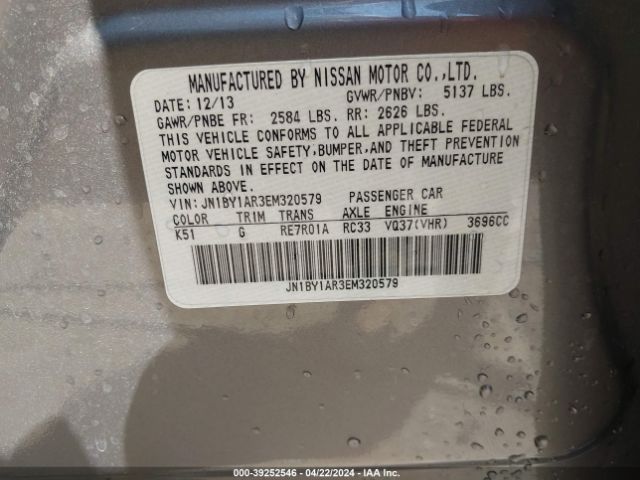 MANUFACTURED BY NISSAN MOTOR CO.,LTD.
DATE: 12/13 GVWR/PNBV: 5137 LBS.
GAWR/PNBE FR: 2584 LBS. RR: 2626 LBS.
THIS VEHICLE CONFORMS TO ALL APPLICABLE FEDERAL
MOTOR VEHICLE SAFETY,BUMPER,AND THEFT PREVENTION
STANDARDS IN EFFECT ON THE DATE OF MANUFACTURE
SHOWN ABOVE.
VIN: JN1BY1AR3EM320579 PASSENGER CAR
COLOR TRIM TRANS AXLE ENGINE
K51 G RE7R01A RC33 VQ37(VHR) 3696CC
JN1BY1AR3EM320579
000-39252546 - 04/22/2024 - IAA Inc.